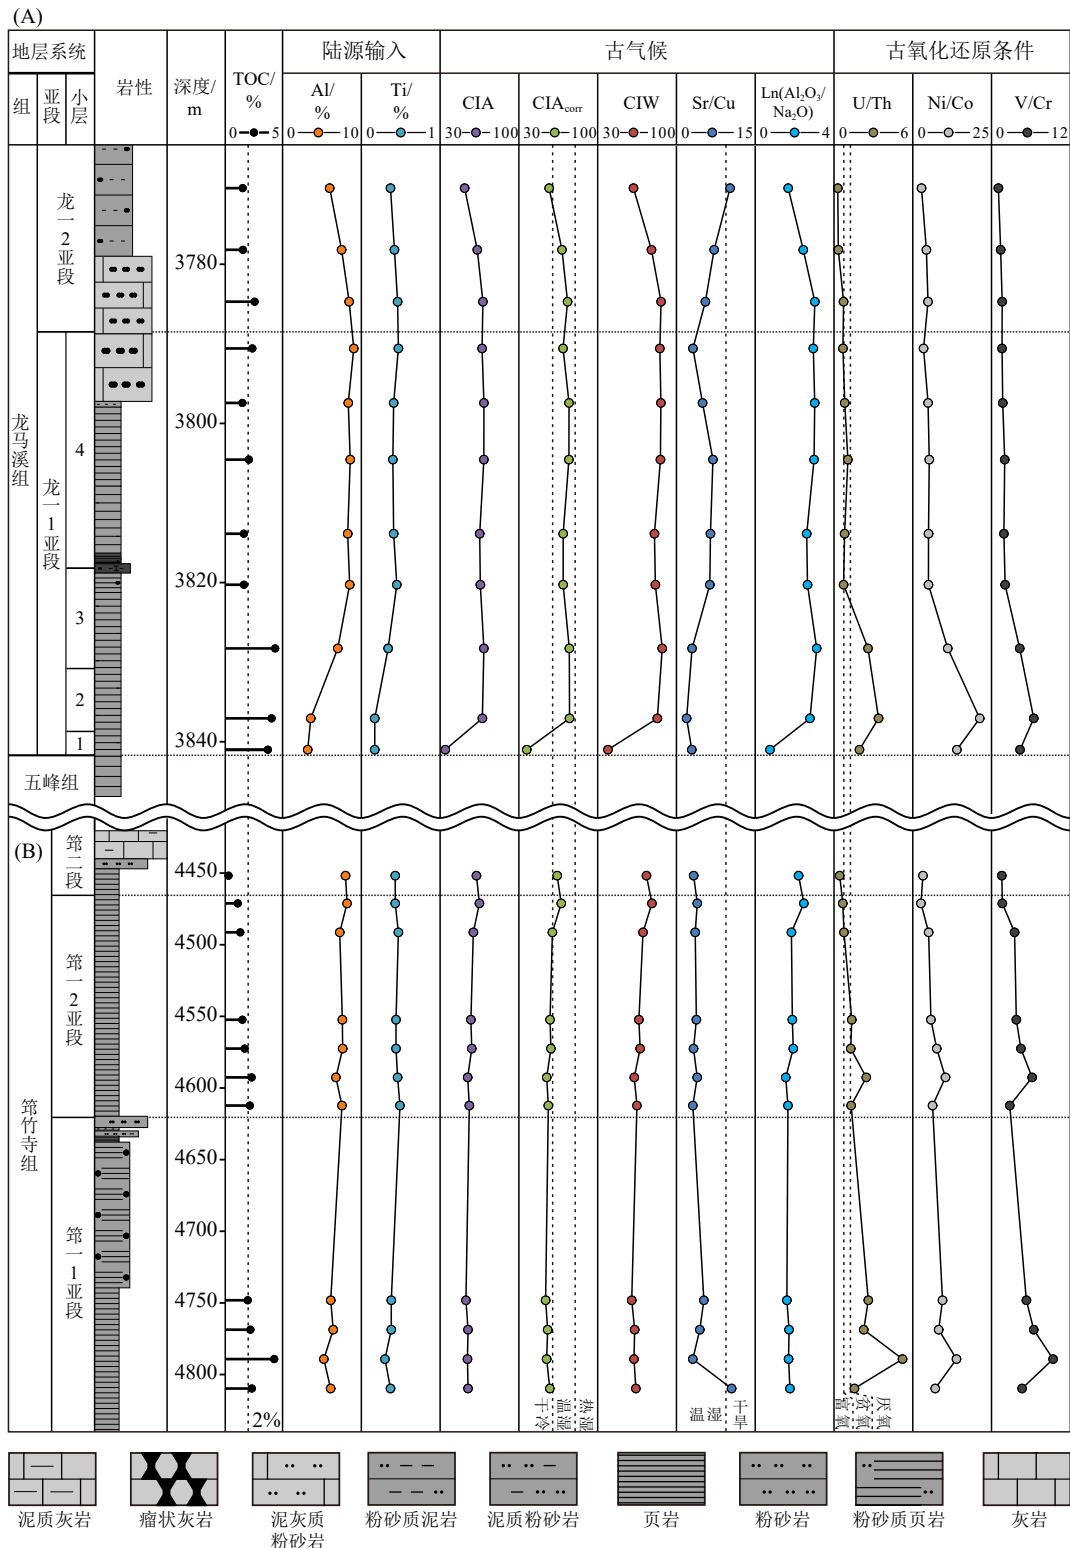 (A)
地层系统
组
亚段
小层
岩性
深度/
m
TOC/
%
0 5
陆源输入
Al/
%
0 10
Ti/
%
0 1
古气候
CIA
30 100
CIAcorr
30 100
CIW
30 100
Sr/Cu
0 15
Ln(Al2O3/
Na2O)
0 4
古氧化还原条件
U/Th
0 6
Ni/Co
0 25
V/Cr
0 12
龙马溪组
龙一2亚段
龙一1亚段
4
3
2
1
五峰组
3780
3800
3820
3840
(B)
筇竹寺组
筇二段
筇一2亚段
筇一1亚段
4450
4500
4550
4600
4650
4700
4750
4800
2%
干冷
温湿
热湿
温湿
干旱
富氧
贫氧
厌氧
泥质灰岩
瘤状灰岩
泥灰质
粉砂岩
粉砂质泥岩
泥质粉砂岩
页岩
粉砂岩
粉砂质页岩
灰岩